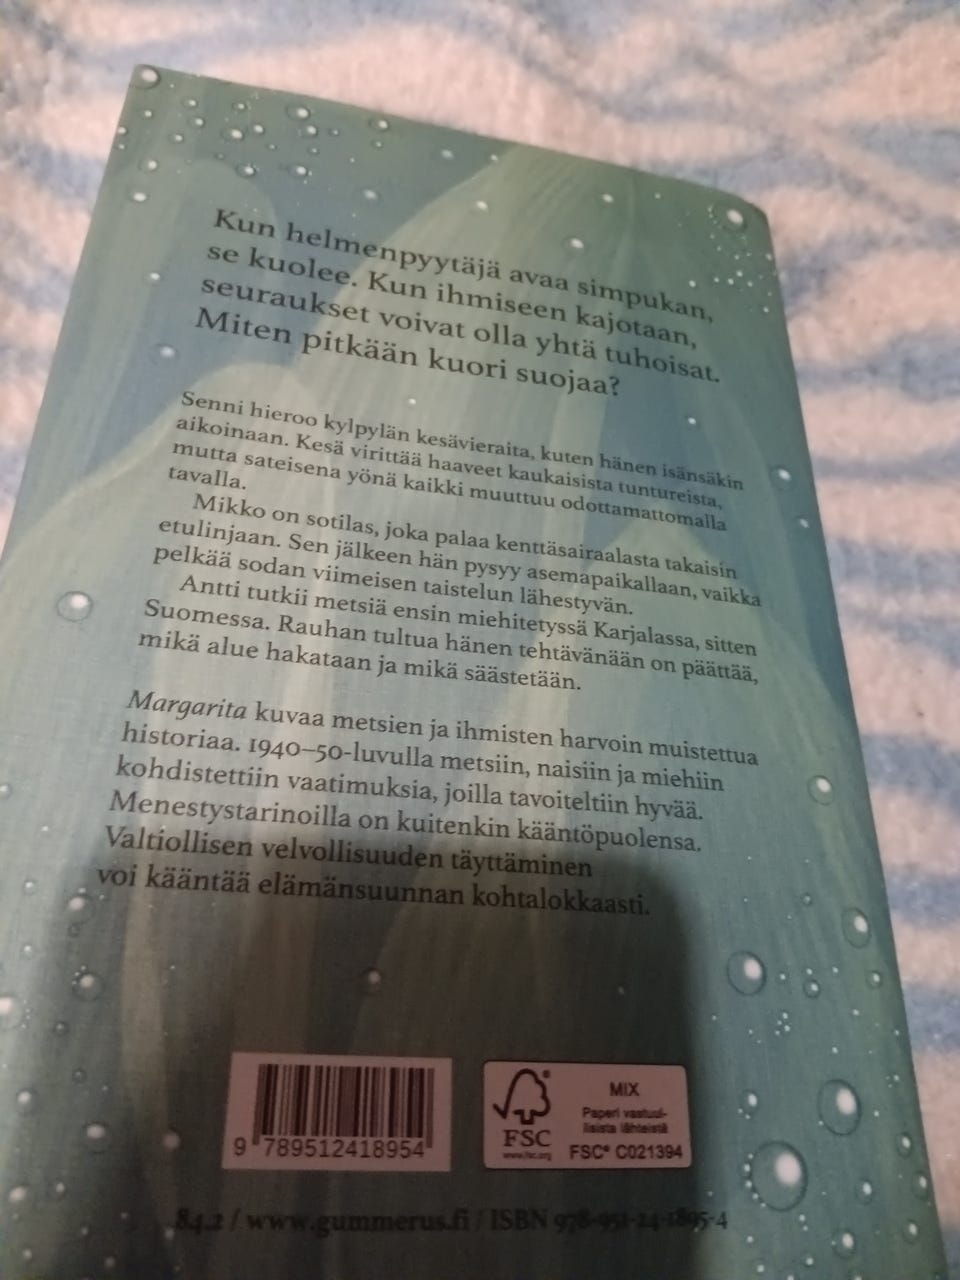 Kun helmenpyytäjä avaa simpukan,
se kuolee. Kun ihmiseen kajotaan,
seuraukset voivat olla yhtä tuhoisat.
Miten pitkään kuori suojaa?
Senni hieroo kylpylän kesävieraita, kuten hänen isänsäkin
aikoinaan. Kesä virittää haaveet kaukaisista tuntureista,
mutta sateisena yönä kaikki muuttuu odottamattomalla
tavalla.
Mikko on sotilas, joka palaa kenttäsairaalasta takaisin
etulinjaan. Sen jälkeen hän pysyy asemapaikallaan, vaikka
pelkää sodan viimeisen taistelun lähestyvän.
Antti tutkii metsiä ensin miehitetyssä Karjalassa, sitten
Suomessa. Rauhan tultua hänen tehtävänään on päättää,
mikä alue hakataan ja mikä säästetään.
Margarita kuvaa metsien ja ihmisten harvoin muistettua
historiaa. 1940–50-luvulla metsiin, naisiin ja miehiin
kohdistettiin vaatimuksia, joilla tavoiteltiin hyvää.
Menestystarinoilla on kuitenkin kääntöpuolensa.
Valtiollisen velvollisuuden täyttäminen
voi kääntää elämänsuunnan kohtalokkaasti.
9 789512418954
FSC
www.fsc.org
MIX
Paperi vastuul-
lisista lähteistä
FSC® C021394
84.2 / www.gummerus.fi / ISBN 978-951-24-1895-4